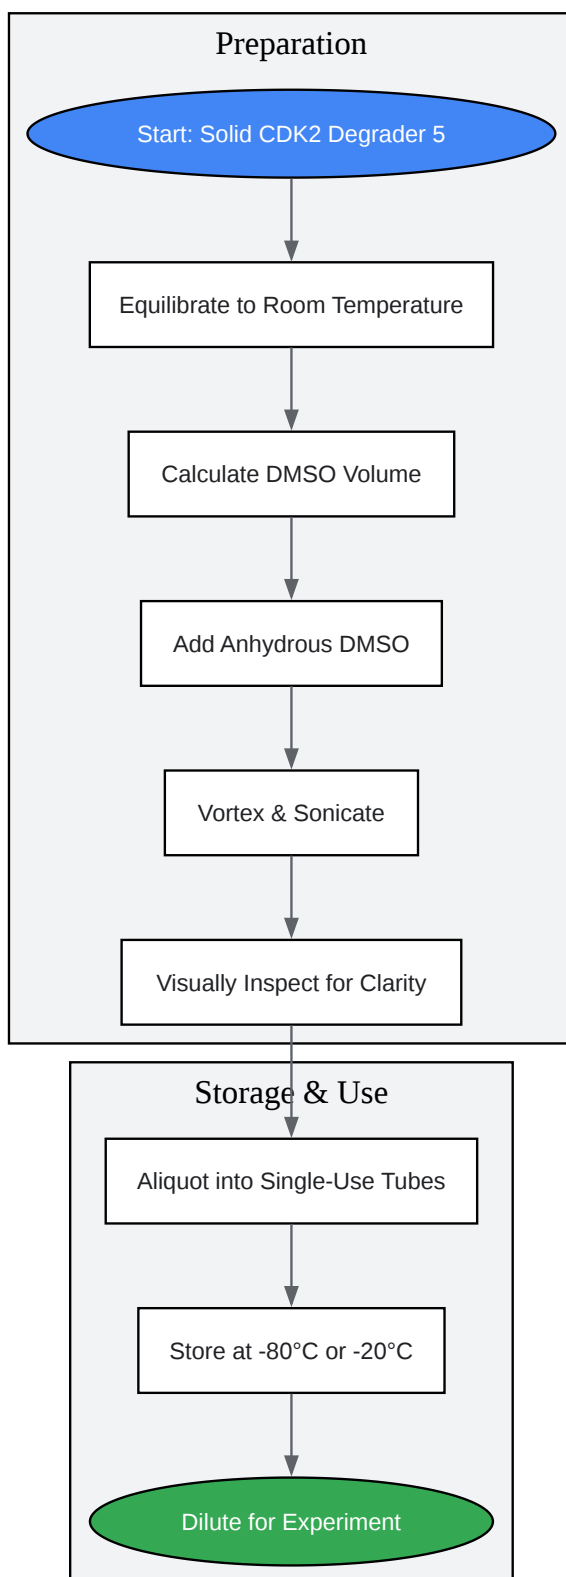 Preparation
Start: Solid CDK2 Degrader 5
Equilibrate to Room Temperature
Calculate DMSO Volume
Add Anhydrous DMSO
Vortex & Sonicate
Visually Inspect for Clarity
Storage & Use
Aliquot into Single-Use Tubes
Store at -80°C or -20°C
Dilute for Experiment